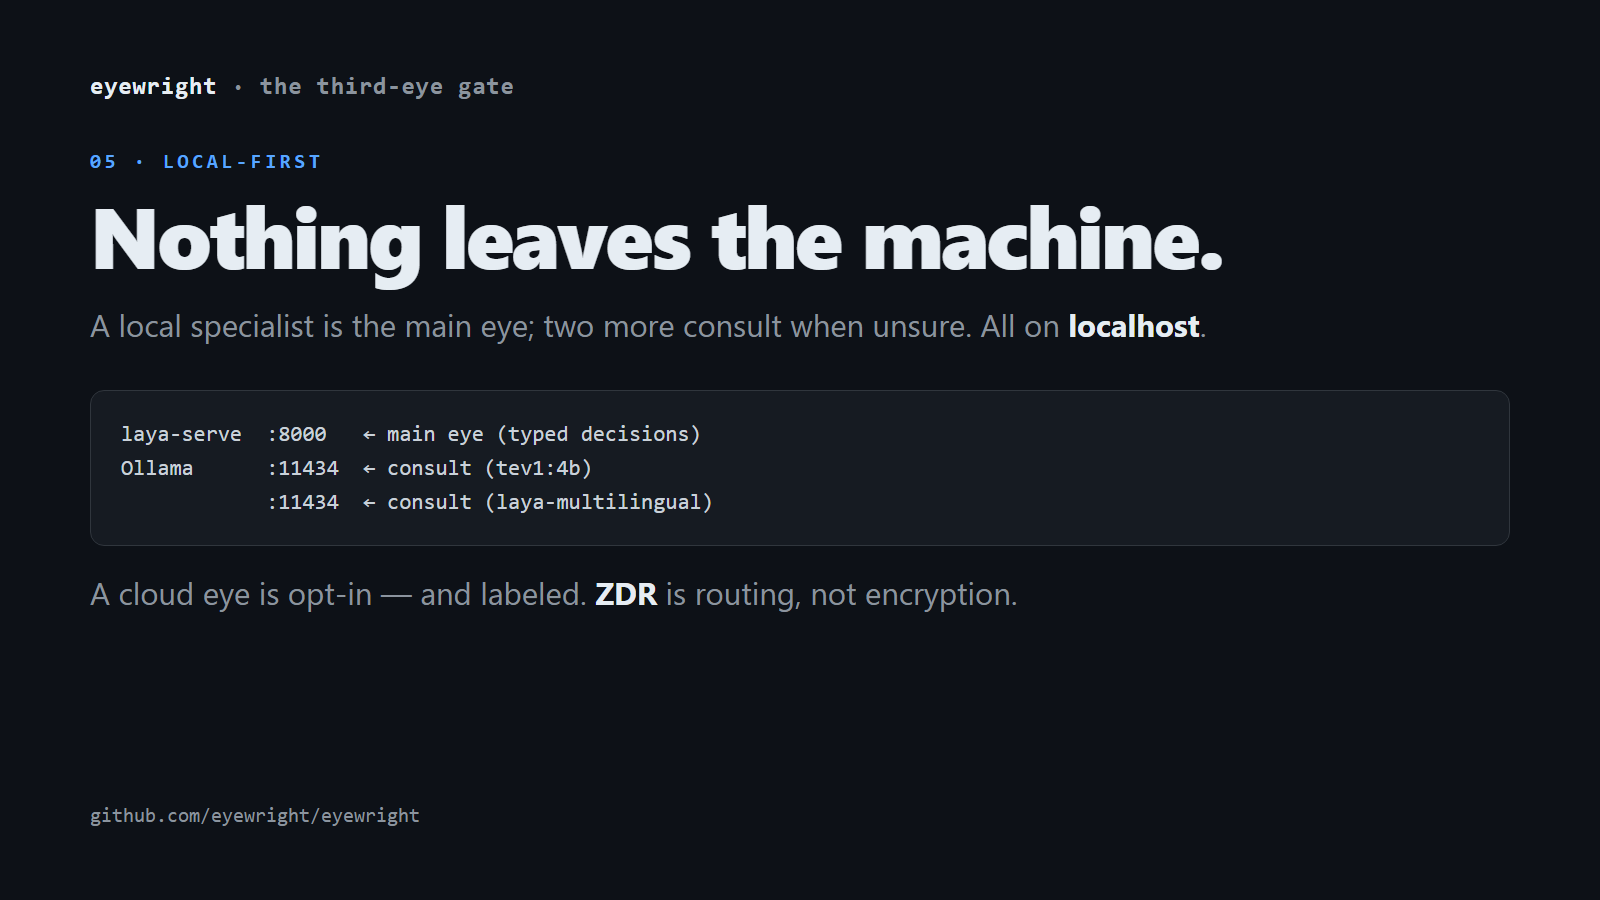 eyewright · the third-eye gate
05 · LOCAL-FIRST
Nothing leaves the machine.
A local specialist is the main eye; two more consult when unsure. All on localhost.
laya-serve  :8000   ← main eye (typed decisions)
Ollama      :11434  ← consult (tev1:4b)
            :11434  ← consult (laya-multilingual)
A cloud eye is opt-in — and labeled. ZDR is routing, not encryption.
github.com/eyewright/eyewright